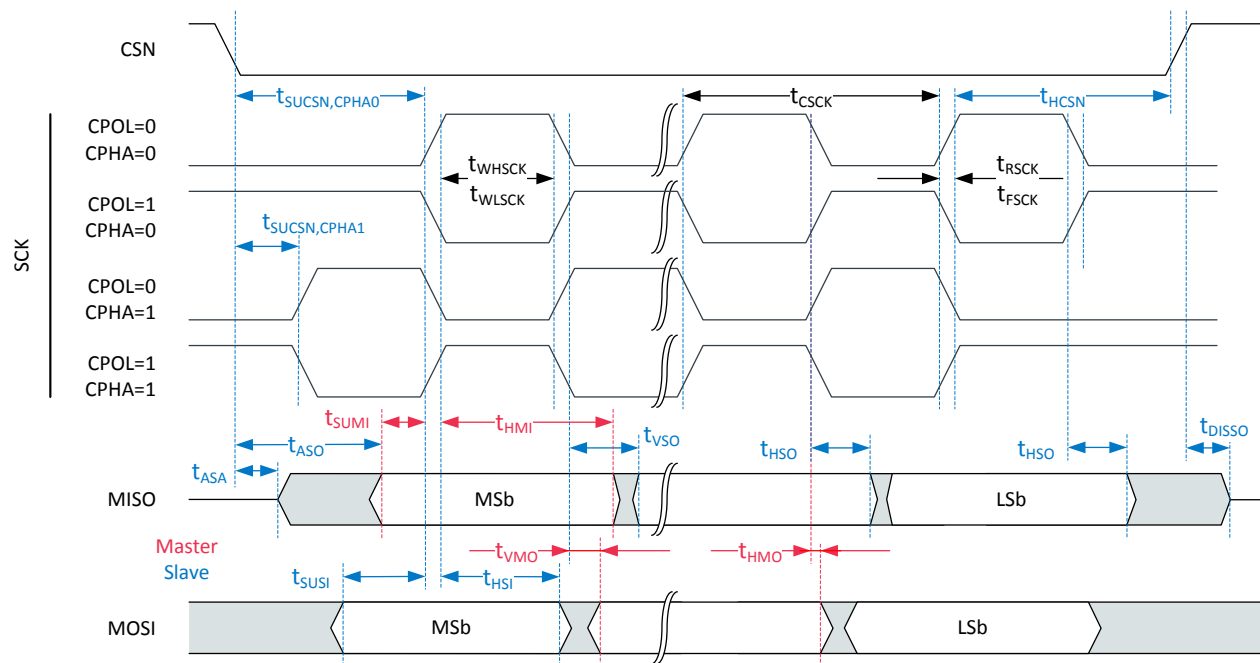 CSN
tSUCSN,CPHA0
tCSCK
tHCSN
SCK
CPOL=0
CPHA=0
tWHSCK
tWLSCK
tRSCK
tFSCK
CPOL=1
CPHA=0
tSUCSN,CPHA1
CPOL=0
CPHA=1
CPOL=1
CPHA=1
tSUMI
tHMI
tASO
tVSO
tHSO
tHSO
tDISSO
tASA
MISO
MSb
LSb
Master
Slave
tVMO
tHMO
tSUSI
tHSI
MOSI
MSb
LSb